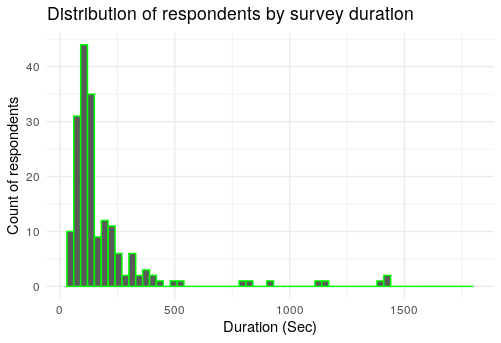 Distribution of respondents by survey duration
Count of respondents
40
30
20
10
0
0 500 1000 1500
Duration (Sec)